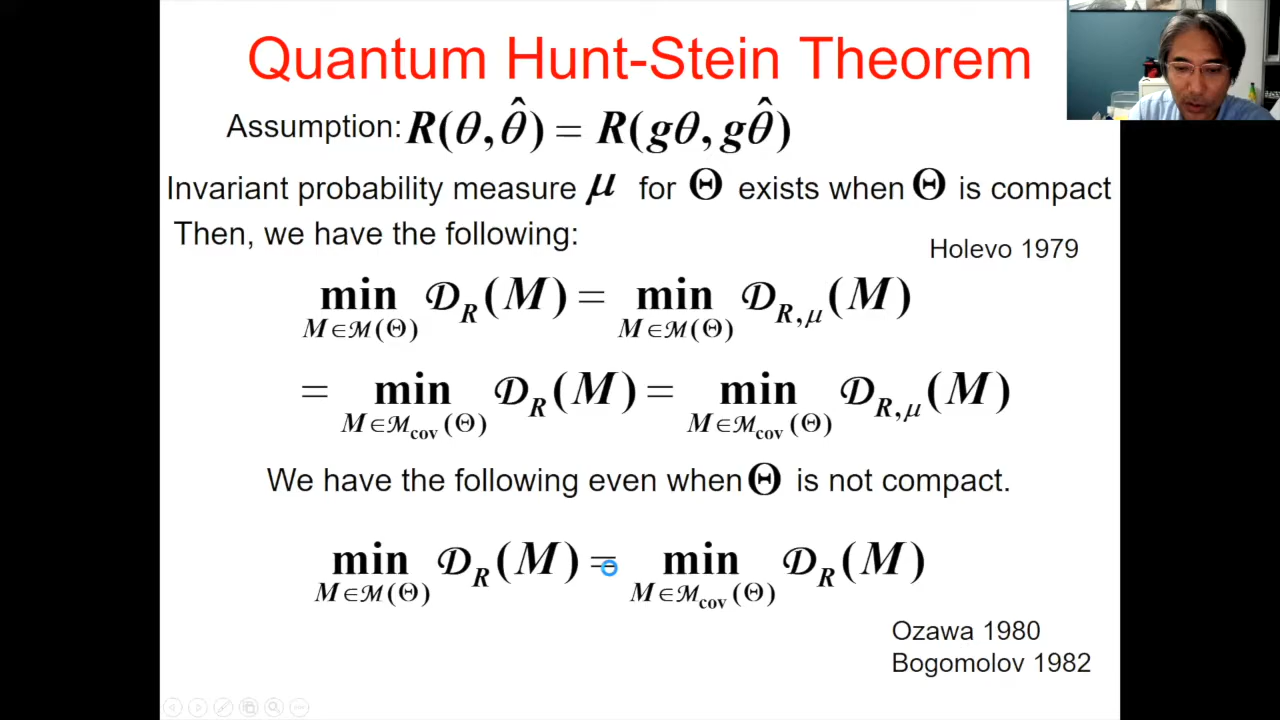 Quantum Hunt-Stein Theorem
Assumption: R(θ, θ̂) = R(gθ, gθ̂)
Invariant probability measure μ for Θ exists when Θ is compact
Then, we have the following:
Holevo 1979
min_{M∈ℳ(Θ)} 𝒟_R(M) = min_{M∈ℳ(Θ)} 𝒟_{R,μ}(M)
= min_{M∈ℳ_cov(Θ)} 𝒟_R(M) = min_{M∈ℳ_cov(Θ)} 𝒟_{R,μ}(M)
We have the following even when Θ is not compact.
min_{M∈ℳ(Θ)} 𝒟_R(M) = min_{M∈ℳ_cov(Θ)} 𝒟_R(M)
Ozawa 1980
Bogomolov 1982